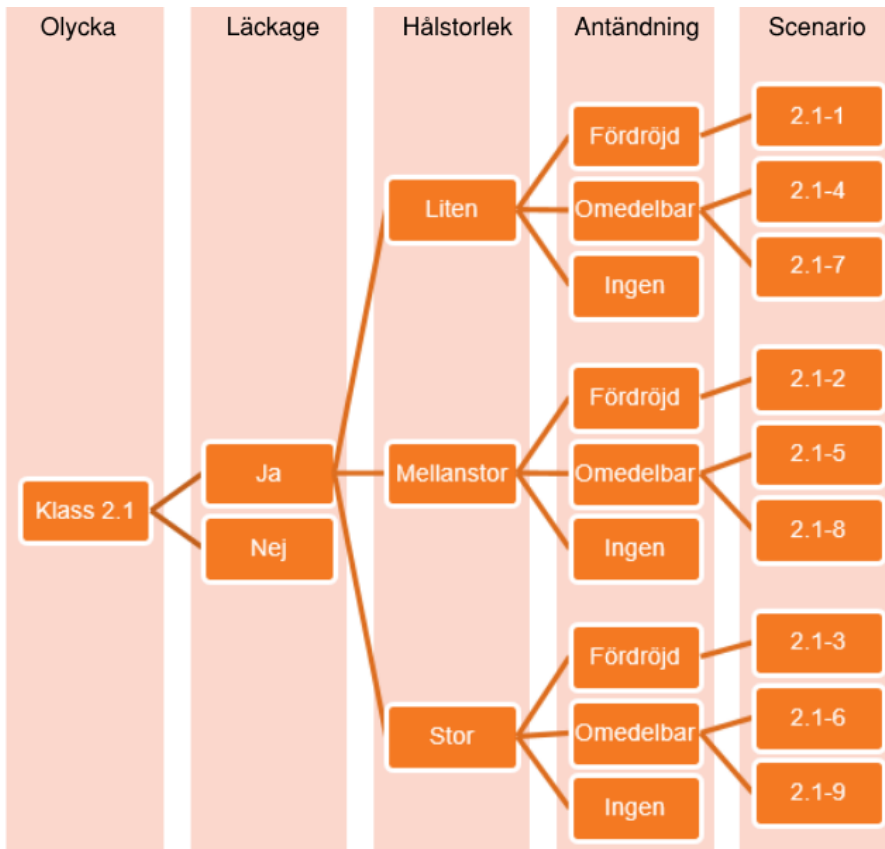 Olycka
Läckage
Hålstorlek
Antändning
Scenario
Klass 2.1
Ja
Nej
Liten
Mellanstor
Stor
Fördröjd
Omedelbar
Ingen
Fördröjd
Omedelbar
Ingen
Fördröjd
Omedelbar
Ingen
2.1-1
2.1-4
2.1-7
2.1-2
2.1-5
2.1-8
2.1-3
2.1-6
2.1-9